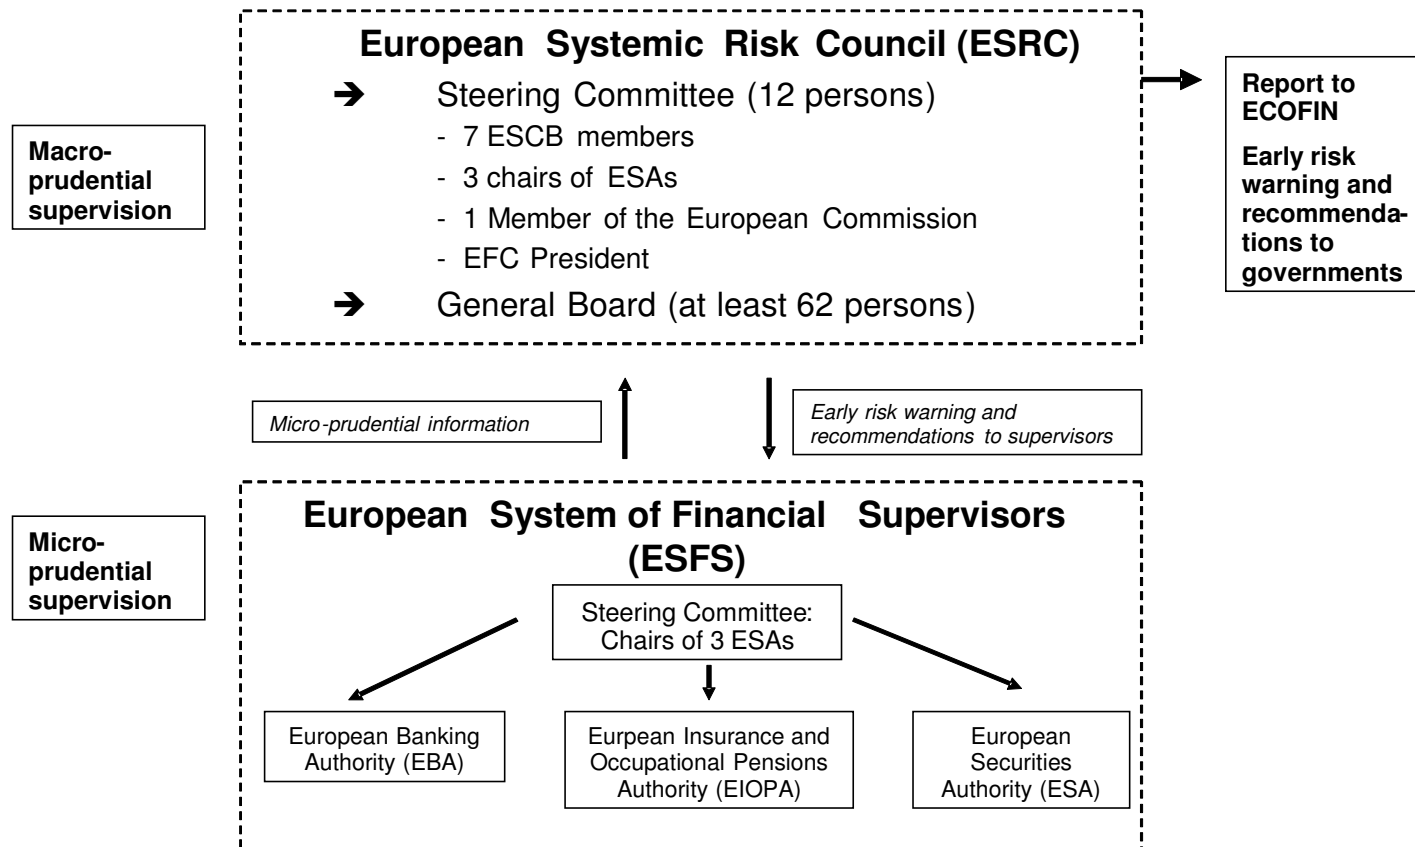 European Systemic Risk Council (ESRC)
➔ Steering Committee (12 persons)
- 7 ESCB members
- 3 chairs of ESAs
- 1 Member of the European Commission
- EFC President
➔ General Board (at least 62 persons)
Macro-
prudential
supervision
Report to
ECOFIN
Early risk
warning and
recommenda-
tions to
governments
Micro-prudential information
Early risk warning and
recommendations to supervisors
Micro-
prudential
supervision
European System of Financial Supervisors
(ESFS)
Steering Committee:
Chairs of 3 ESAs
European Banking
Authority (EBA)
Eurpean Insurance and
Occupational Pensions
Authority (EIOPA)
European
Securities
Authority (ESA)